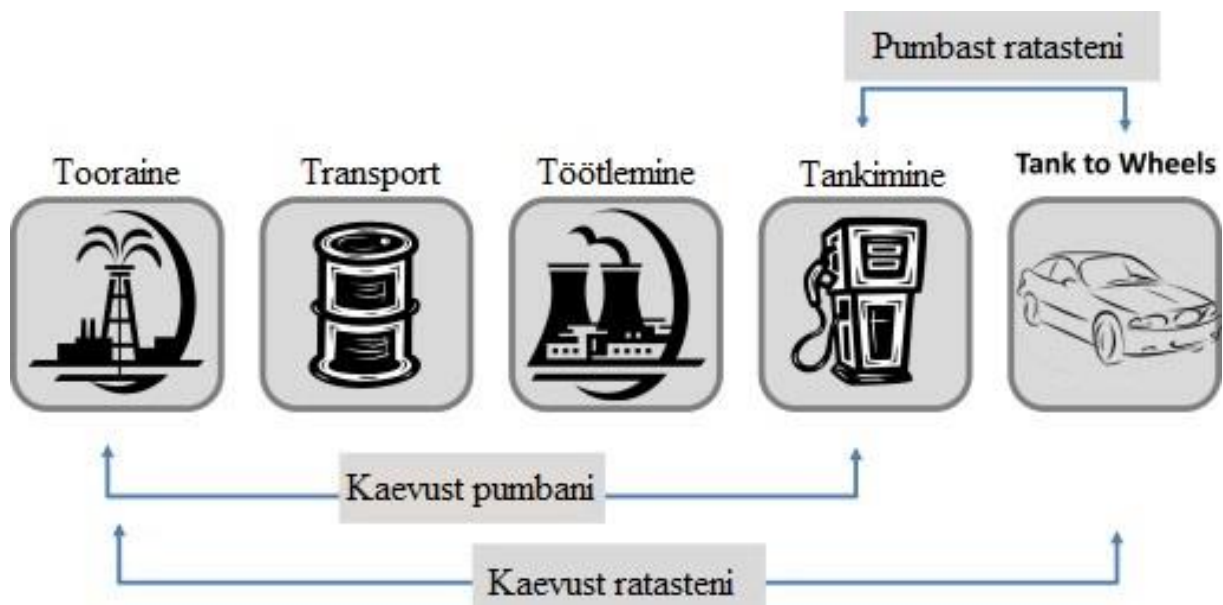 Pumbast ratasteni
Tooraine
Transport
Töötlemine
Tankimine
Tank to Wheels
Kaevust pumbani
Kaevust ratasteni